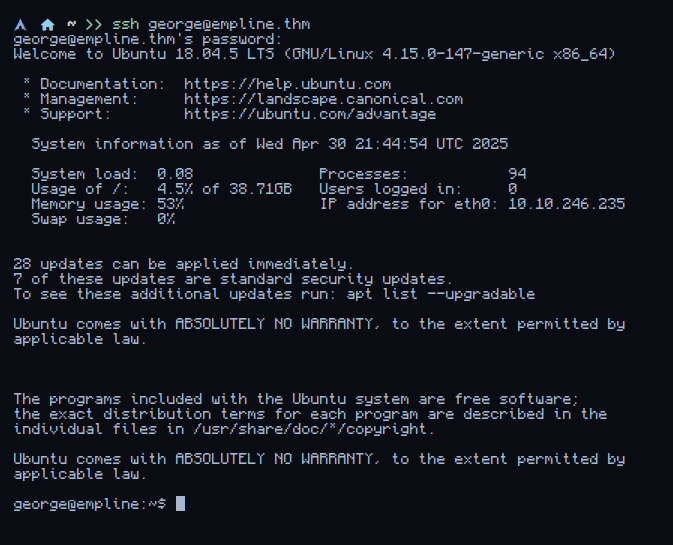 ~ >> ssh george@empline.thm
george@empline.thm's password:
Welcome to Ubuntu 18.04.5 LTS (GNU/Linux 4.15.0-147-generic x86_64)
* Documentation:  https://help.ubuntu.com
* Management:     https://landscape.canonical.com
* Support:        https://ubuntu.com/advantage
System information as of Wed Apr 30 21:44:54 UTC 2025
System load:  0.08              Processes:           94
Usage of /:   4.5% of 38.71GB   Users logged in:     0
Memory usage: 53%               IP address for eth0: 10.10.246.235
Swap usage:   0%
28 updates can be applied immediately.
7 of these updates are standard security updates.
To see these additional updates run: apt list --upgradable
Ubuntu comes with ABSOLUTELY NO WARRANTY, to the extent permitted by
applicable law.
The programs included with the Ubuntu system are free software;
the exact distribution terms for each program are described in the
individual files in /usr/share/doc/*/copyright.
Ubuntu comes with ABSOLUTELY NO WARRANTY, to the extent permitted by
applicable law.
george@empline:~$